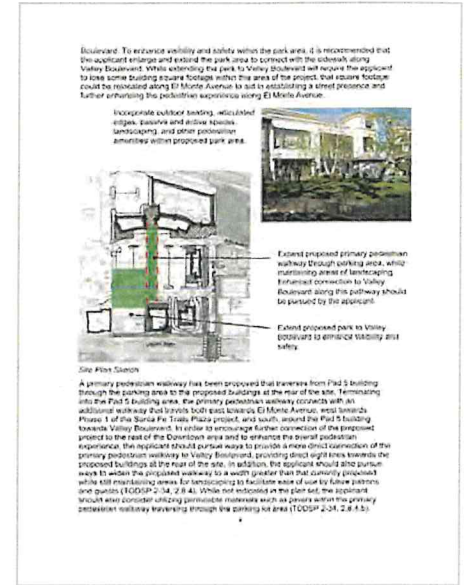 Boulevard. To enhance visibility and safety within the park area, it is recommended that
the applicant enlarge and extend the park area to connect with the sidewalk along
Valley Boulevard. While extending the park to Valley Boulevard will require the applicant
to lose some building square footage within this area of the project, that square footage
could be relocated along El Monte Avenue to aid in establishing a street presence and
further enhancing the pedestrian experience along El Monte Avenue.
Incorporate outdoor seating, articulated
edges, passive and active spaces,
landscaping, and other pedestrian
amenities within proposed park area.
Expand proposed primary pedestrian
walkway through parking area, while
maintaining areas of landscaping.
Enhanced connection to Valley
Boulevard along this pathway should
be pursued by the applicant.
Extend proposed park to Valley
Boulevard to enhance visibility and
safety.
Site Plan Sketch
A primary pedestrian walkway has been proposed that traverses from Pad 5 building
through the parking area to the proposed buildings at the rear of the site. Terminating
into the Pad 5 building area, the primary pedestrian walkway connects with an
additional walkway that travels both east towards El Monte Avenue, west towards
Phase 1 of the Santa Fe Trails Plaza project, and south, around the Pad 5 building
towards Valley Boulevard. In order to encourage further connection of the proposed
project to the rest of the Downtown area and to enhance the overall pedestrian
experience, the applicant should pursue ways to provide a more direct connection of the
primary pedestrian walkway to Valley Boulevard, providing direct sight lines towards the
proposed buildings at the rear of the site. In addition, the applicant should also pursue
ways to widen the proposed walkway to a width greater than that currently proposed
while still maintaining areas for landscaping to facilitate ease of use by future patrons
and guests (TODSP 2-34, 2.8.4). While not indicated in the plan set, the applicant
should also consider utilizing permeable materials such as pavers within the primary
pedestrian walkway traversing through the parking lot area (TODSP 2-34, 2.8.4.b).